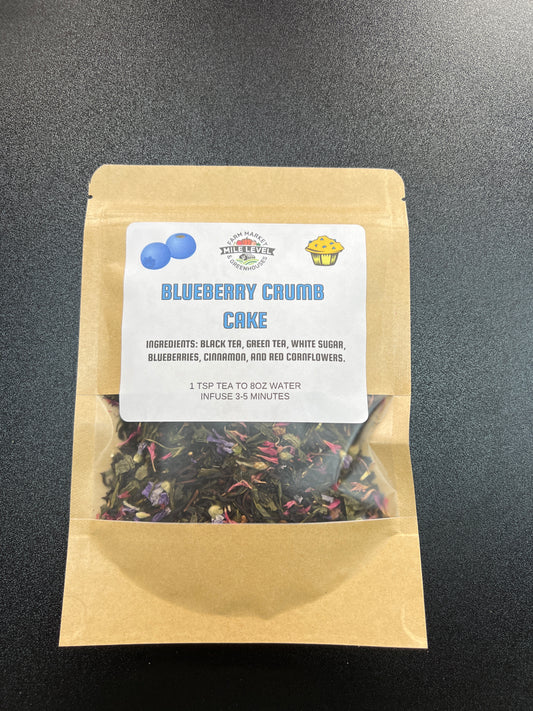 FARM MARKET
MILE LEVEL
& GREENHOUSES
BLUEBERRY CRUMB
CAKE
INGREDIENTS: BLACK TEA, GREEN TEA, WHITE SUGAR,
BLUEBERRIES, CINNAMON, AND RED CORNFLOWERS.
1 TSP TEA TO 8OZ WATER
INFUSE 3-5 MINUTES